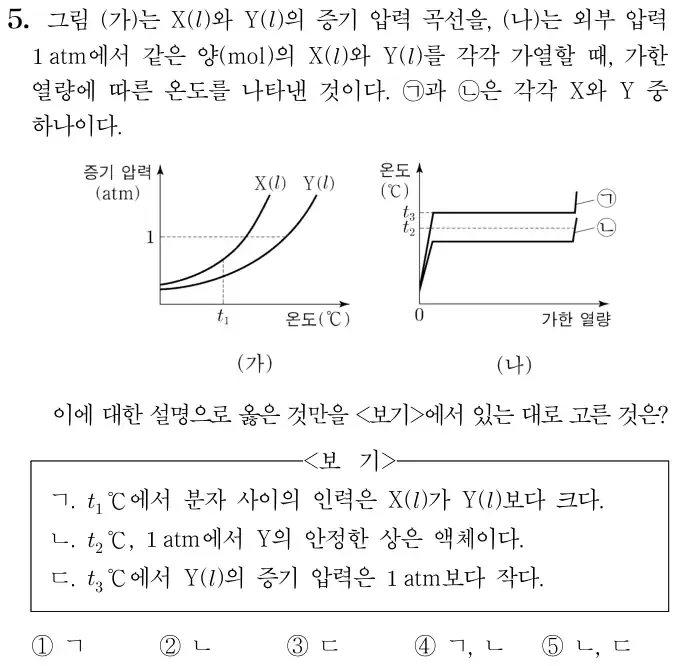 5. 그림 (가)는 X(l)와 Y(l)의 증기 압력 곡선을, (나)는 외부 압력
1 atm에서 같은 양(mol)의 X(l)와 Y(l)를 각각 가열할 때, 가한
열량에 따른 온도를 나타낸 것이다. ㉠과 ㉡은 각각 X와 Y 중
하나이다.
증기 압력
(atm)
X(l) Y(l)
1
t₁ 온도(℃)
(가)
온도
(℃)
t₃
t₂
㉠
㉡
0 가한 열량
(나)
이에 대한 설명으로 옳은 것만을 <보기>에서 있는 대로 고른 것은?
<보 기>
ㄱ. t₁℃에서 분자 사이의 인력은 X(l)가 Y(l)보다 크다.
ㄴ. t₂℃, 1 atm에서 Y의 안정한 상은 액체이다.
ㄷ. t₃℃에서 Y(l)의 증기 압력은 1 atm보다 작다.
① ㄱ ② ㄴ ③ ㄷ ④ ㄱ, ㄴ ⑤ ㄴ, ㄷ